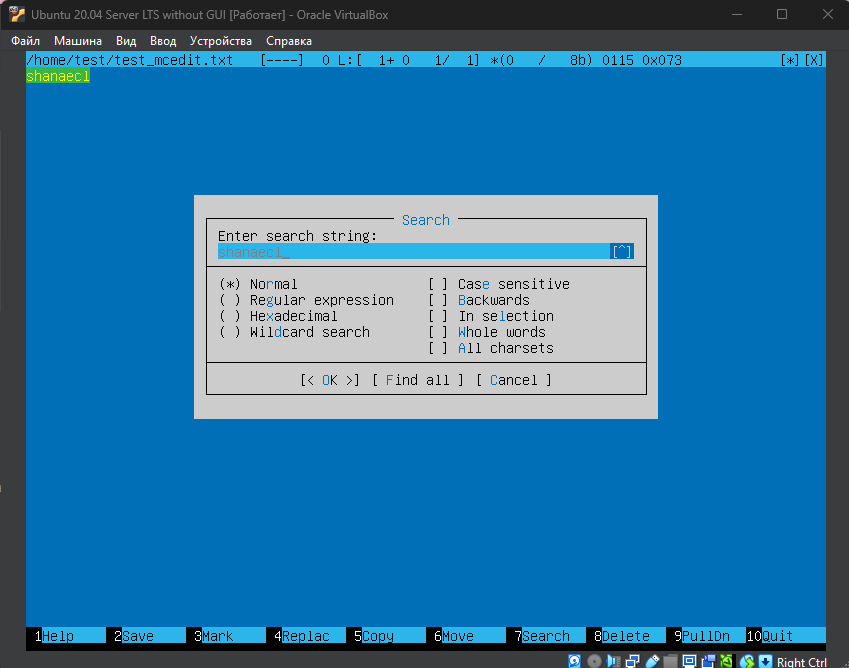 Ubuntu 20.04 Server LTS without GUI [Работает] - Oracle VirtualBox
Файл Машина Вид Ввод Устройства Справка
/home/test/test_mcedit.txt [----] 0 L:[ 1+ 0 1/ 1] *(0 / 8b) 0115 0x073 [*][X]
shanaecl
Search
Enter search string:
shanaecl_ [^]
(*) Normal [ ] Case sensitive
( ) Regular expression [ ] Backwards
( ) Hexadecimal [ ] In selection
( ) Wildcard search [ ] Whole words
[ ] All charsets
[< OK >] [ Find all ] [ Cancel ]
1Help 2Save 3Mark 4Replac 5Copy 6Move 7Search 8Delete 9PullDn 10Quit
Right Ctrl